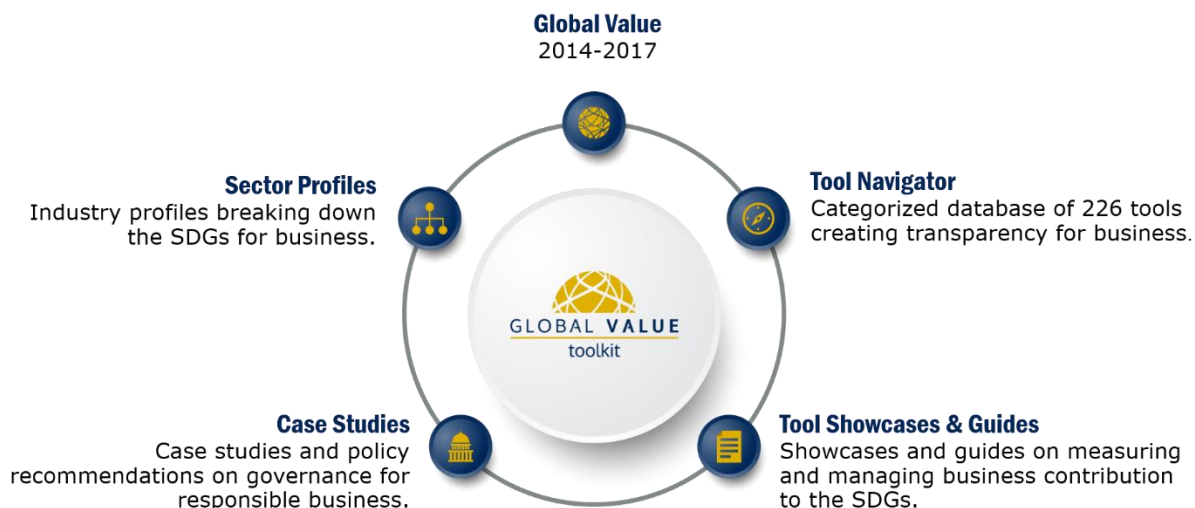 Global Value
2014-2017
Sector Profiles
Industry profiles breaking down
the SDGs for business.
Tool Navigator
Categorized database of 226 tools
creating transparency for business.
GLOBAL VALUE
toolkit
Case Studies
Case studies and policy
recommendations on governance for
responsible business.
Tool Showcases & Guides
Showcases and guides on measuring
and managing business contribution
to the SDGs.